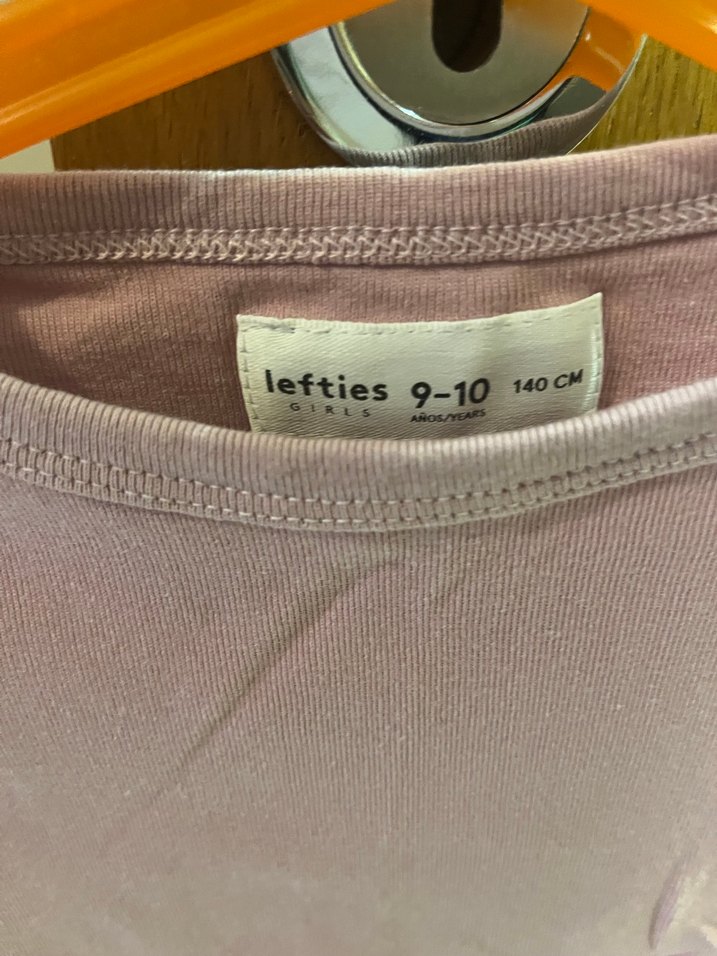 lefties 9-10 140 CM
GIRLS AÑOS/YEARS